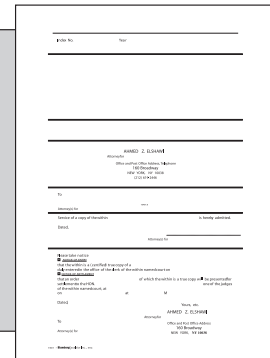 Index No. Year
AHMED Z. ELSHAWI
Attorney for
Office and Post Office Address, Telephone
160 Broadway
NEW YORK, NY 10038
To
Attorney(s) for
Service of a copy of the within is hereby admitted.
Dated,
Attorney(s) for
Please take notice
that the within is a (certified) true copy of a
duly entered in the office of the clerk of the within named court on
that an order of which the within is a true copy will be presented for
settlement to the HON. one of the judges
of the within named court, at
on at M
Dated
Yours, etc.
AHMED Z. ELSHAWI
Attorney for
To
Office and Post Office Address
160 Broadway
NEW YORK, NY 10038
Attorney(s) for